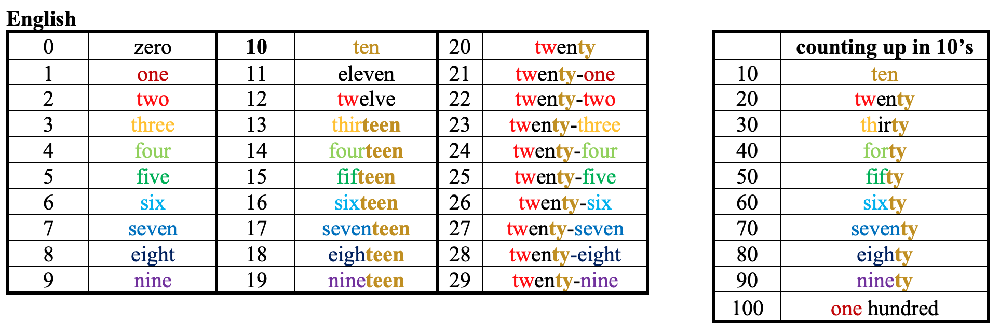 English
0 zero 10 ten 20 twenty counting up in 10’s
1 one 11 eleven 21 twenty-one 10 ten
2 two 12 twelve 22 twenty-two 20 twenty
3 three 13 thirteen 23 twenty-three 30 thirty
4 four 14 fourteen 24 twenty-four 40 forty
5 five 15 fifteen 25 twenty-five 50 fifty
6 six 16 sixteen 26 twenty-six 60 sixty
7 seven 17 seventeen 27 twenty-seven 70 seventy
8 eight 18 eighteen 28 twenty-eight 80 eighty
9 nine 19 nineteen 29 twenty-nine 90 ninety
100 one hundred